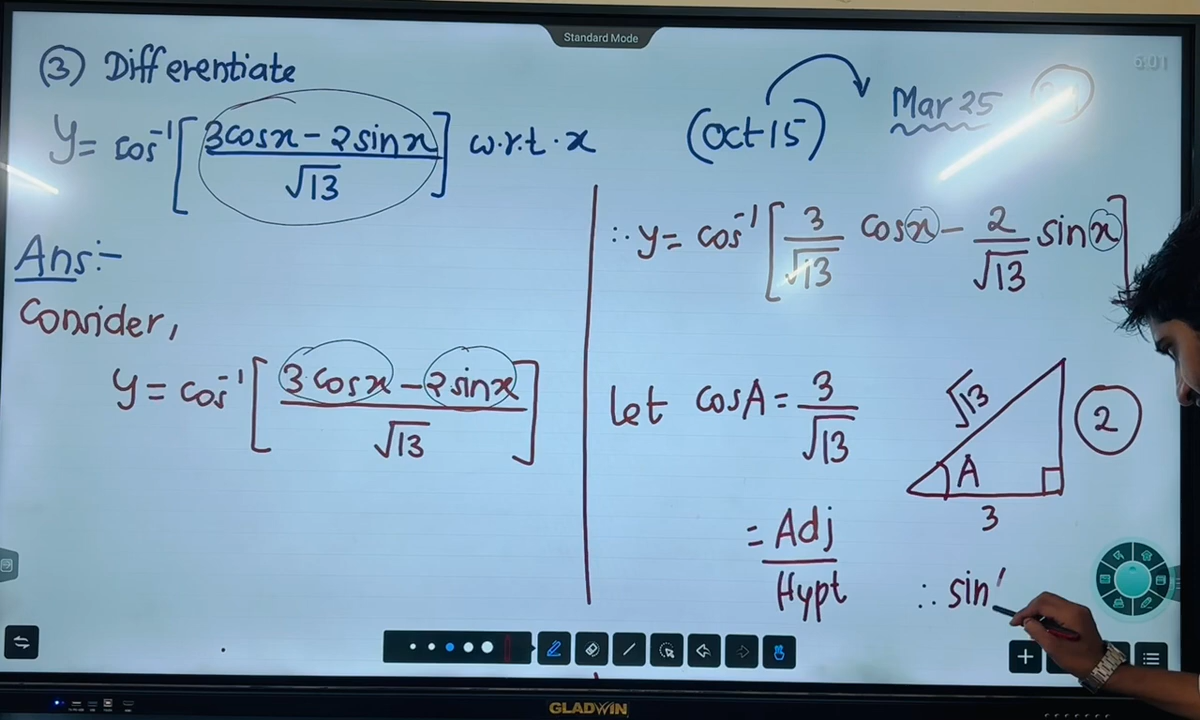 Standard Mode
6:01
(3) Differentiate
y = cos⁻¹[(3cosx − 2sinx)/√13] w.r.t. x
(Oct 15)
Mar 25
Ans:-
Consider,
y = cos⁻¹[(3cosx − 2sinx)/√13]
∴ y = cos⁻¹[3/√13 cosx − 2/√13 sinx]
let cosA = 3/√13
= Adj/Hypt
√13
A
3
2
∴ sin
GLADWIN